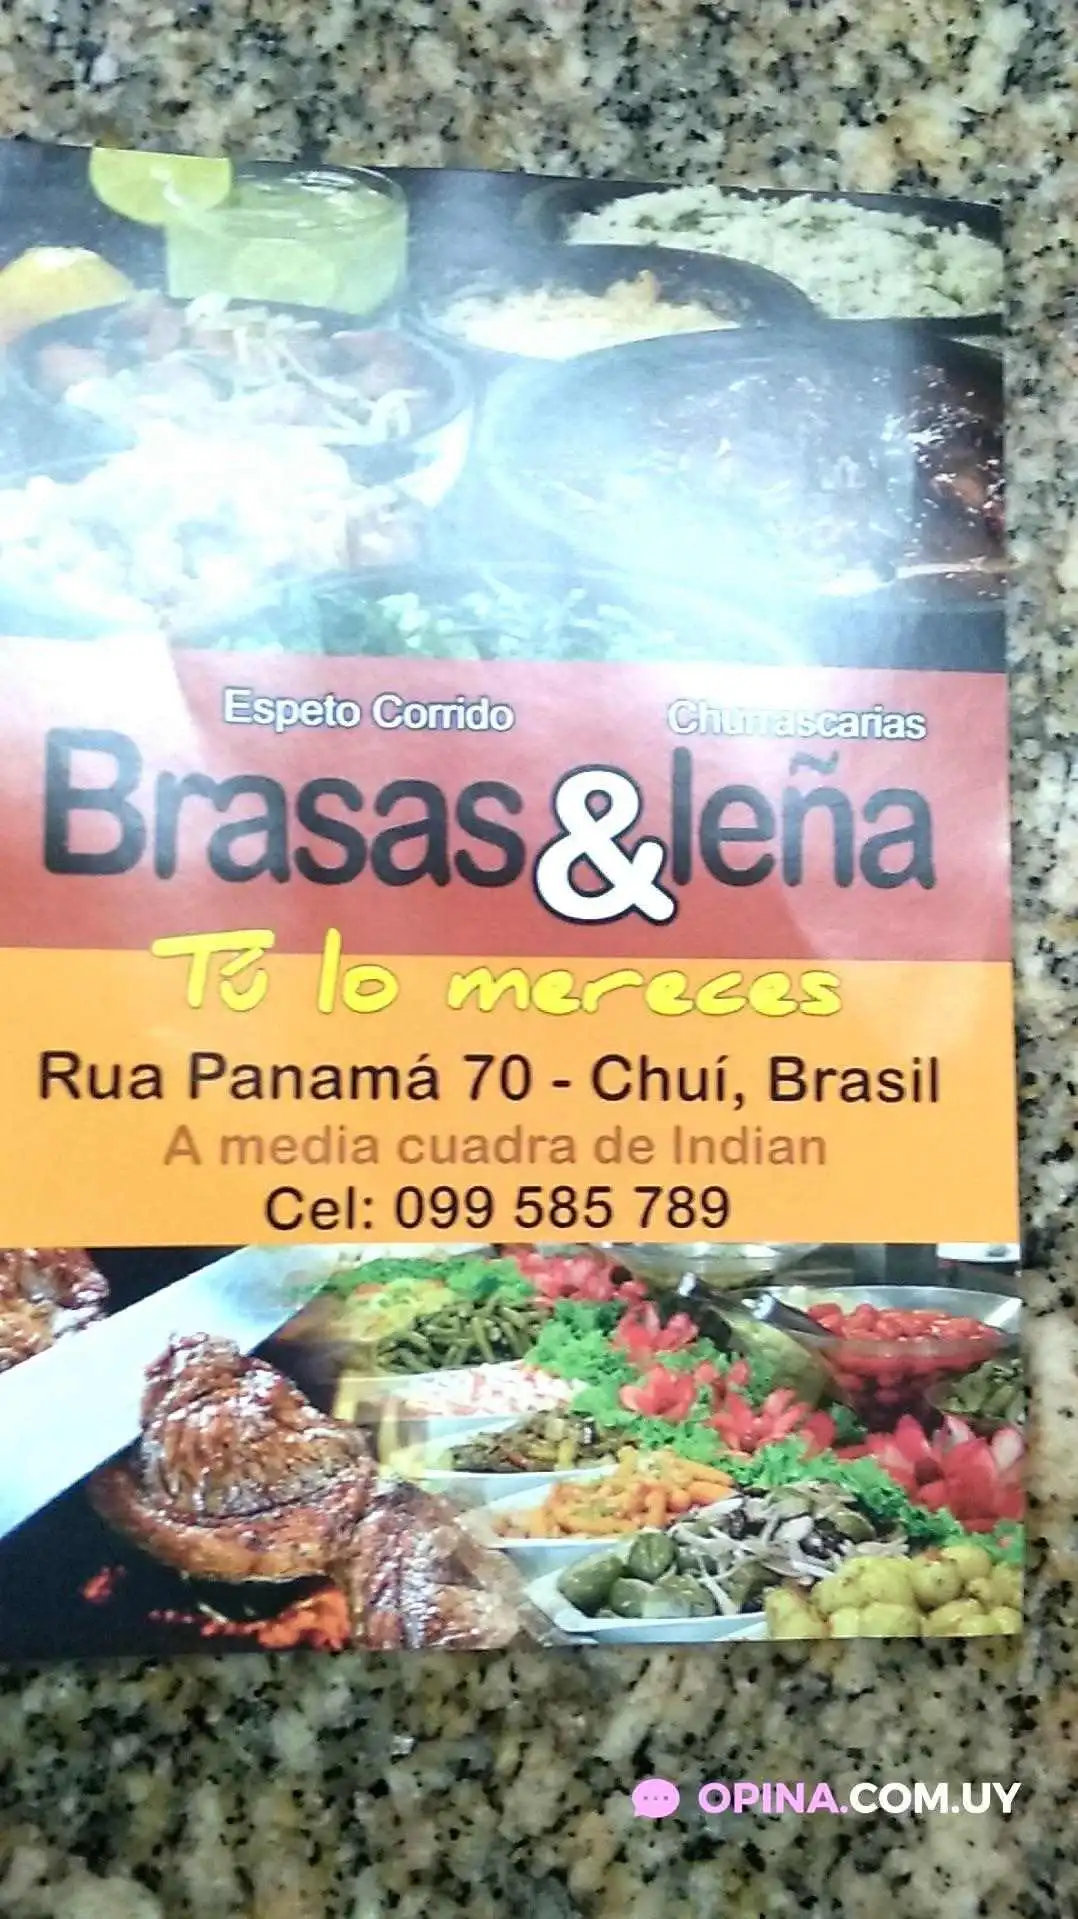 Espeto Corrido Churrascarias
Brasas & leña
Tú lo mereces
Rua Panamá 70 - Chuí, Brasil
A media cuadra de Indian
Cel: 099 585 789
OPINA.COM.UY